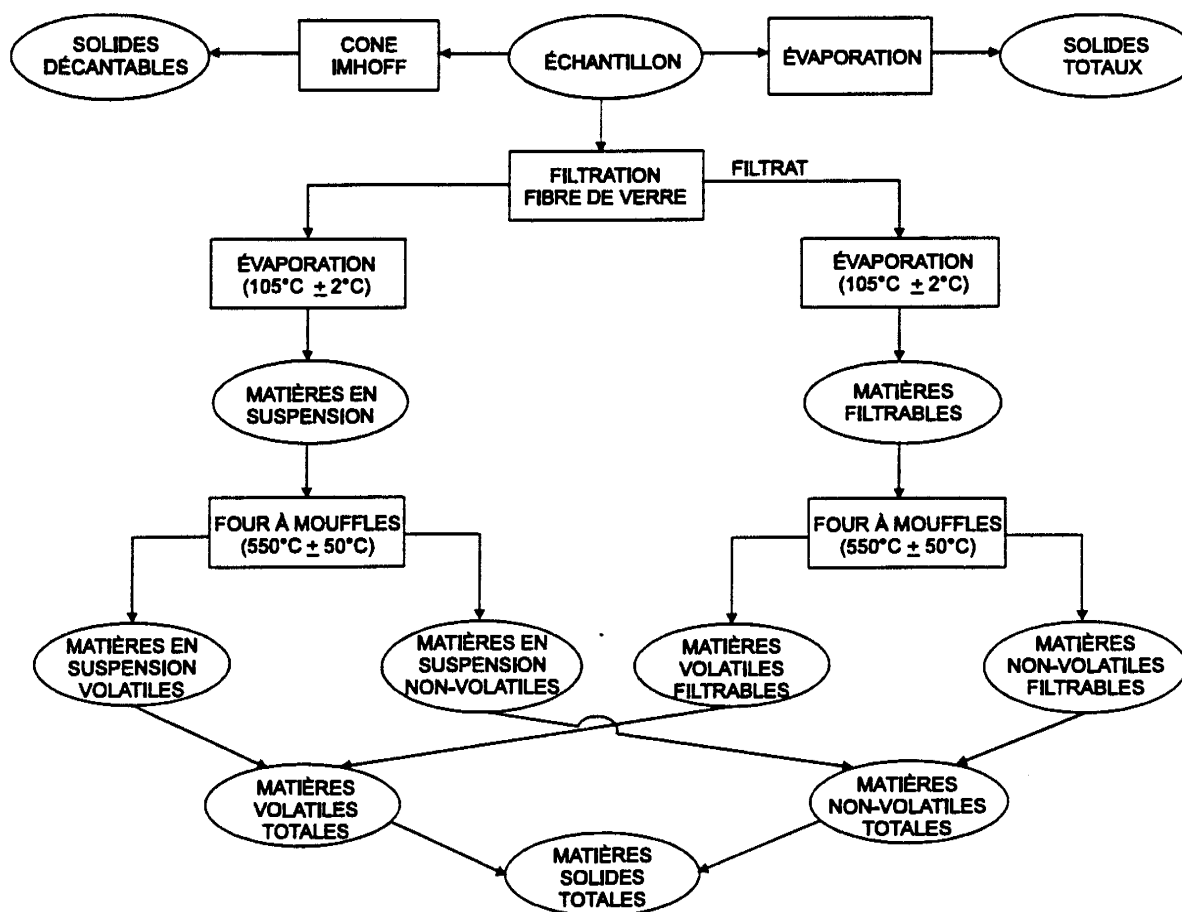 SOLIDES
DÉCANTABLES
CONE
IMHOFF
ÉCHANTILLON
ÉVAPORATION
SOLIDES
TOTAUX
FILTRATION
FIBRE DE VERRE
FILTRAT
ÉVAPORATION
(105°C ± 2°C)
ÉVAPORATION
(105°C ± 2°C)
MATIÈRES EN
SUSPENSION
MATIÈRES
FILTRABLES
FOUR À MOUFFLES
(550°C ± 50°C)
FOUR À MOUFFLES
(550°C ± 50°C)
MATIÈRES EN
SUSPENSION
VOLATILES
MATIÈRES EN
SUSPENSION
NON-VOLATILES
MATIÈRES
VOLATILES
FILTRABLES
MATIÈRES
NON-VOLATILES
FILTRABLES
MATIÈRES
VOLATILES
TOTALES
MATIÈRES
NON-VOLATILES
TOTALES
MATIÈRES
SOLIDES
TOTALES